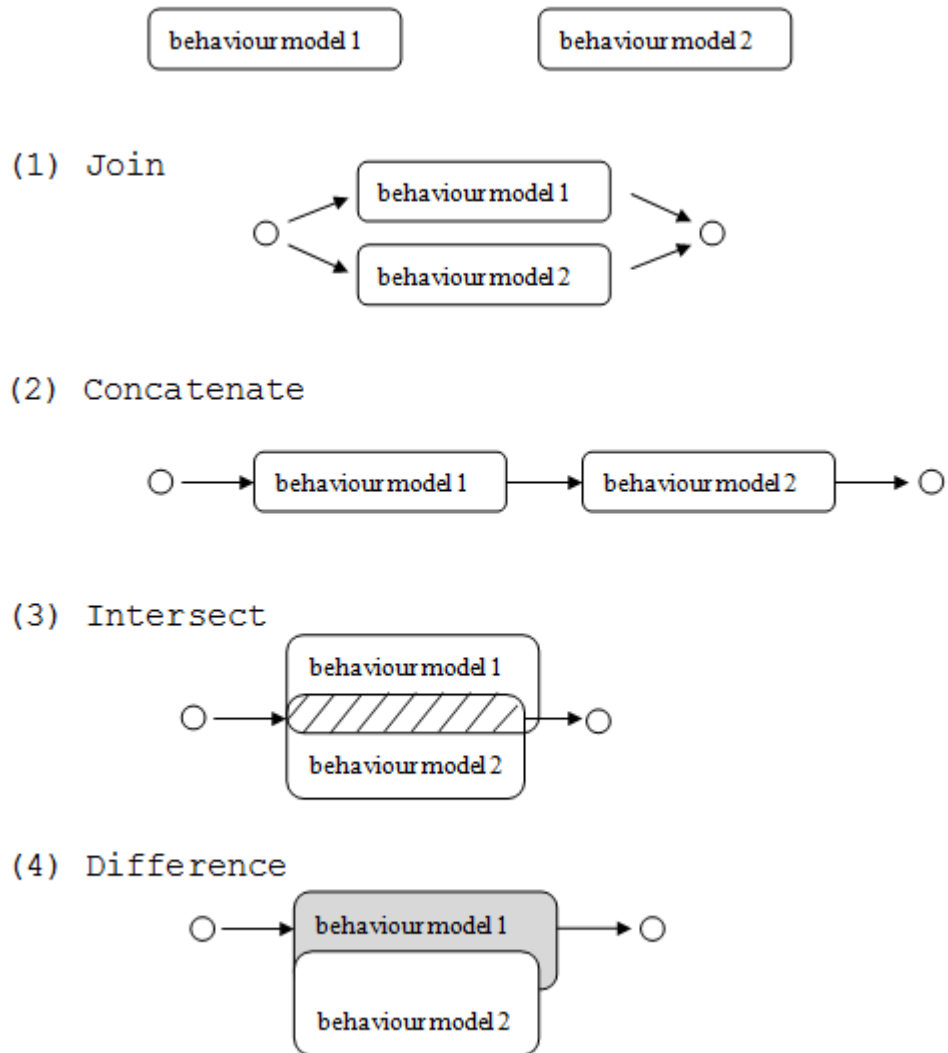 behaviour model 1
behaviour model 2
(1) Join
behaviour model 1
behaviour model 2
(2) Concatenate
behaviour model 1
behaviour model 2
(3) Intersect
behaviour model 1
behaviour model 2
(4) Difference
behaviour model 1
behaviour model 2